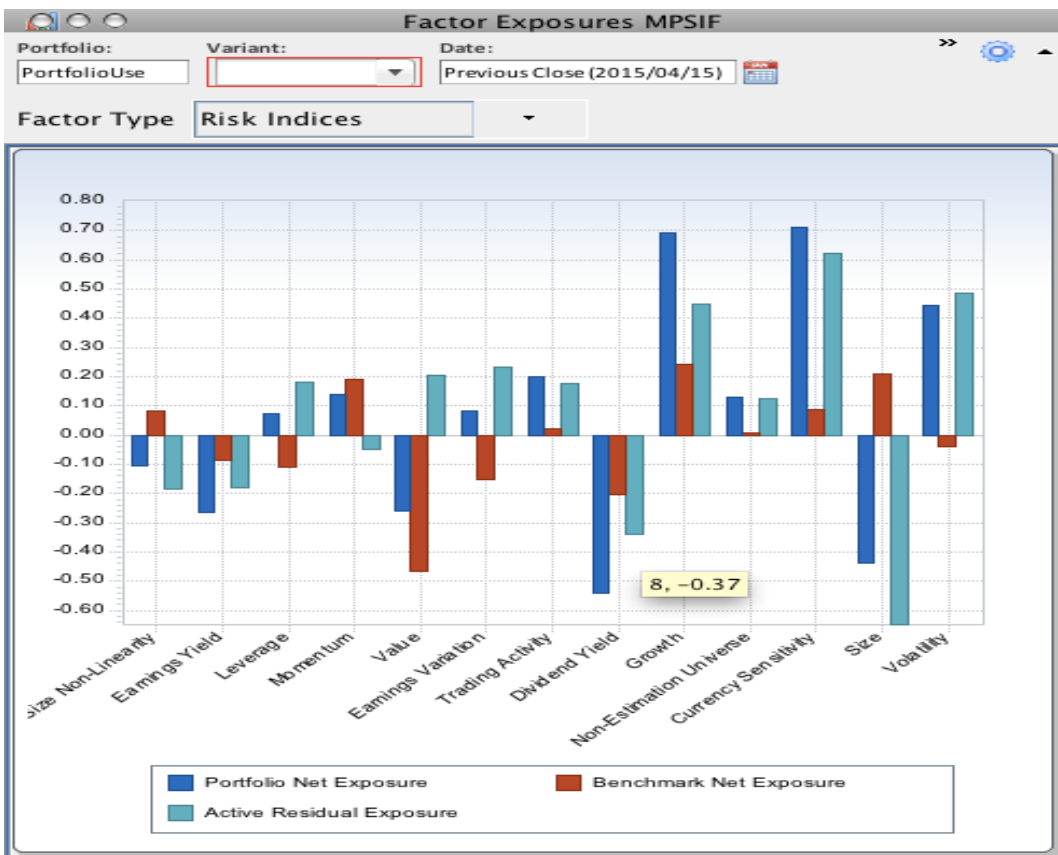 Factor Exposures MPSIF
Portfolio: Variant: Date:
PortfolioUse Previous Close (2015/04/15) JAN »
Factor Type Risk Indices
0.80
0.70
0.60
0.50
0.40
0.30
0.20
0.10
0.00
-0.10
-0.20
-0.30
-0.40
-0.50
-0.60
8, -0.37
Size Non-Linearity
Earnings Yield
Leverage
Momentum
Value
Earnings Variation
Trading Activity
Dividend Yield
Growth
Non-Estimation Universe
Currency Sensitivity
Size
Volatility
Portfolio Net Exposure Benchmark Net Exposure
Active Residual Exposure